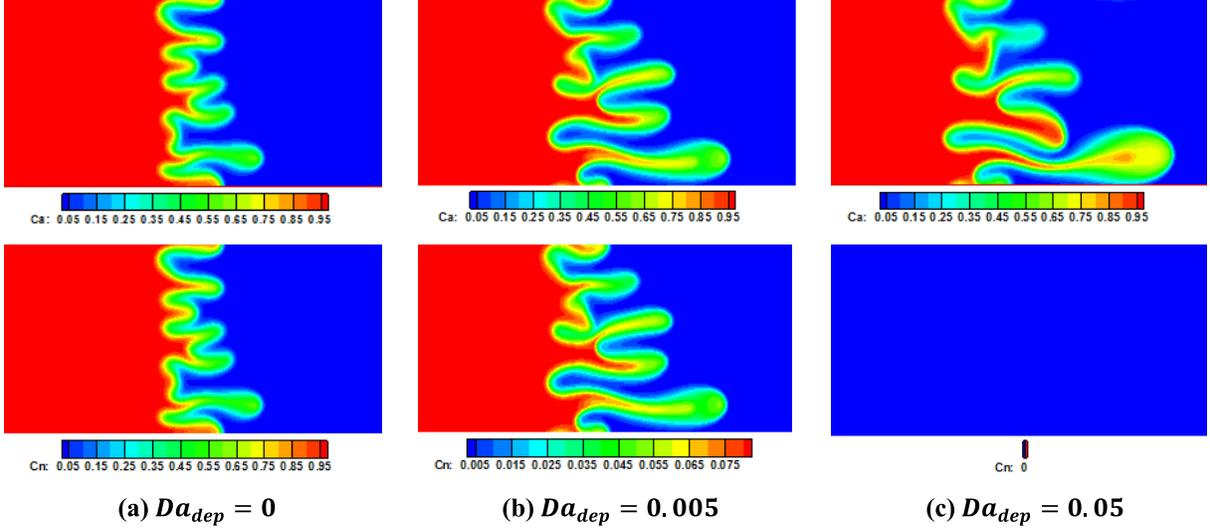 Ca: 0.05 0.15 0.25 0.35 0.45 0.55 0.65 0.75 0.85 0.95
Ca: 0.05 0.15 0.25 0.35 0.45 0.55 0.65 0.75 0.85 0.95
Ca: 0.05 0.15 0.25 0.35 0.45 0.55 0.65 0.75 0.85 0.95
Cn: 0.05 0.15 0.25 0.35 0.45 0.55 0.65 0.75 0.85 0.95
Cn: 0.005 0.015 0.025 0.035 0.045 0.055 0.065 0.075
Cn: 0
(a) Da_dep = 0
(b) Da_dep = 0.005
(c) Da_dep = 0.05